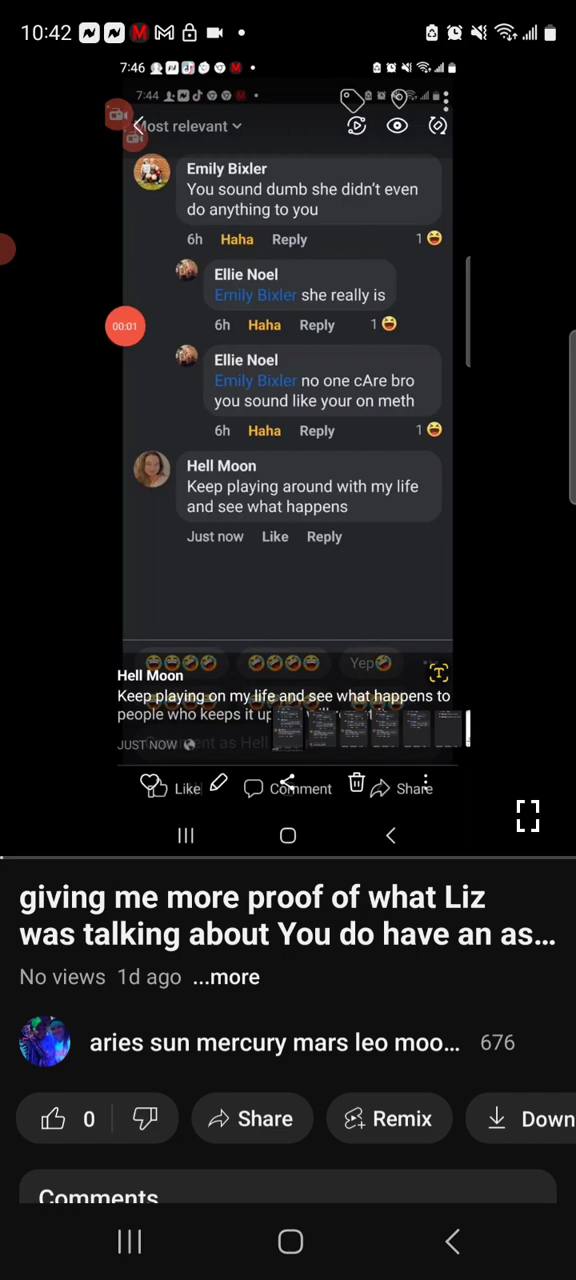 10:42
7:46
7:44
Most relevant
Emily Bixler
You sound dumb she didn't even
do anything to you
6h Haha Reply 1
Ellie Noel
Emily Bixler she really is
6h Haha Reply 1
00:01
Ellie Noel
Emily Bixler no one cAre bro
you sound like your on meth
6h Haha Reply 1
Hell Moon
Keep playing around with my life
and see what happens
Just now Like Reply
Yep
Hell Moon
T
Keep playing on my life and see what happens to
people who keeps it up
JUST NOW
Comment as Hell
Like Comment Share
giving me more proof of what Liz
was talking about You do have an as...
No views 1d ago ...more
aries sun mercury mars leo moo... 676
0 Share Remix Down
Comments